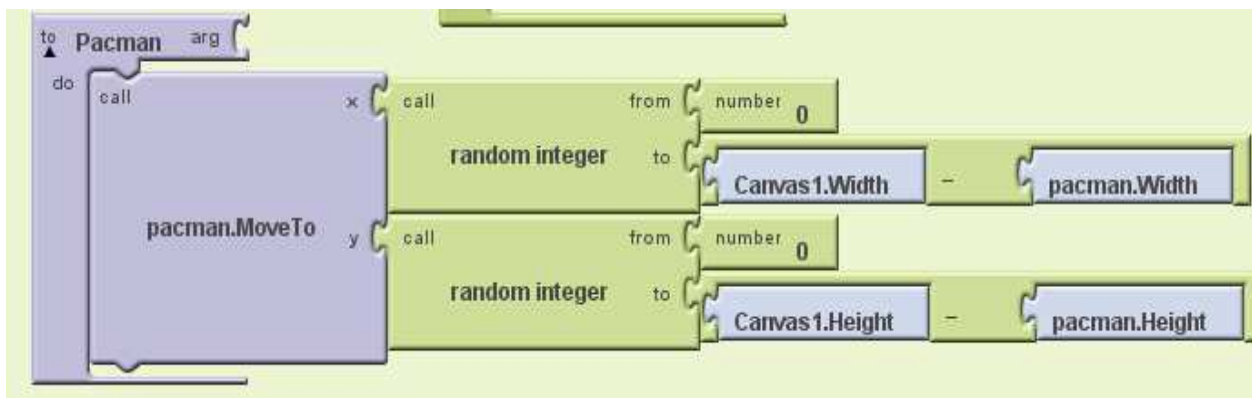 to Pacman arg
do
call x call from number 0
random integer to Canvas1.Width - pacman.Width
pacman.MoveTo y call from number 0
random integer to Canvas1.Height - pacman.Height